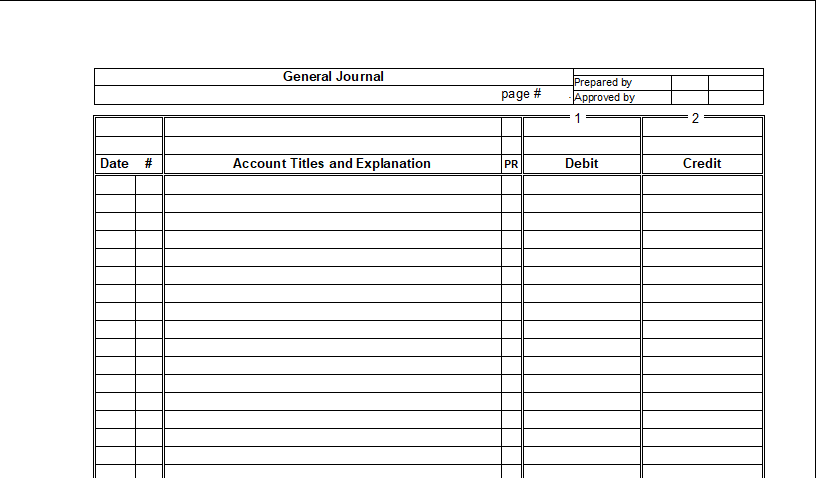 General Journal
page #
Prepared by
Approved by
1 2
Date # Account Titles and Explanation PR Debit Credit